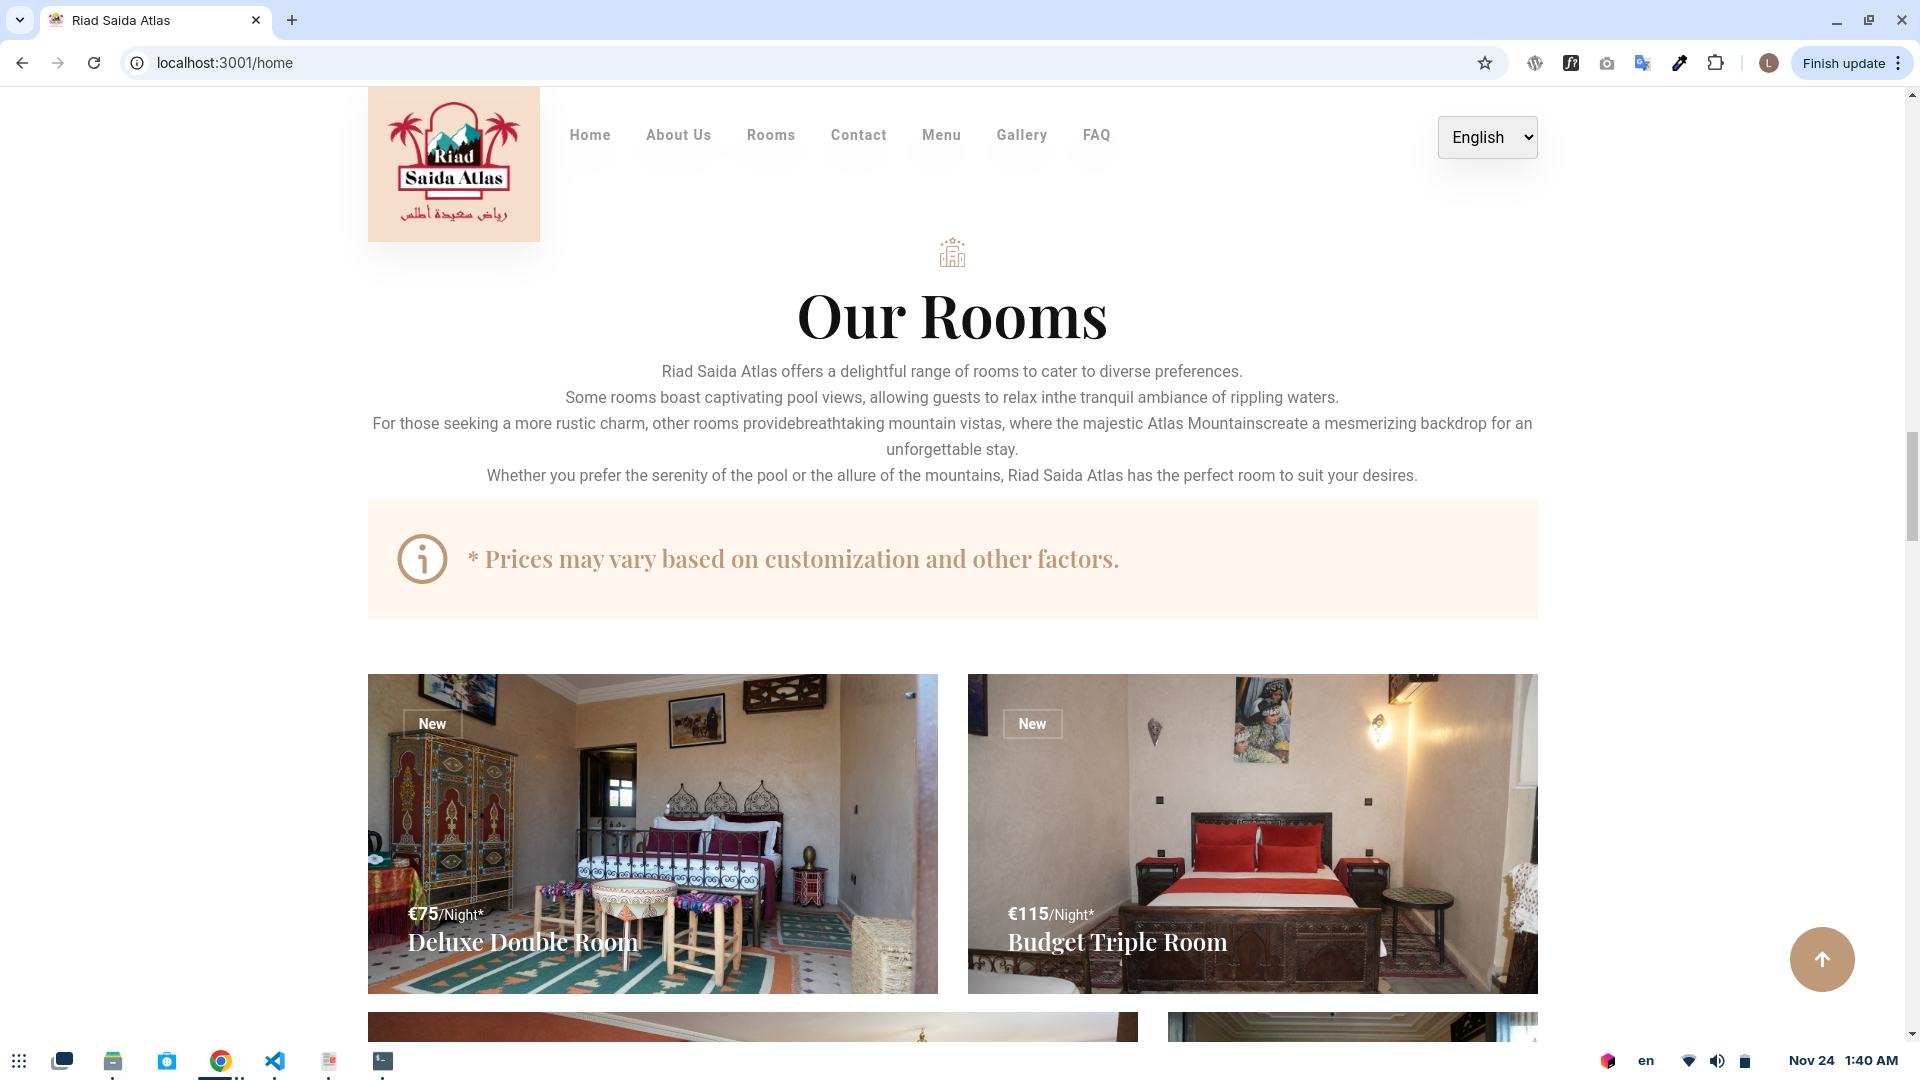 Riad Saida Atlas
localhost:3001/home
L
Finish update
Riad
Saida Atlas
رياض سعيدة أطلس
Home About Us Rooms Contact Menu Gallery FAQ
English
Our Rooms
Riad Saida Atlas offers a delightful range of rooms to cater to diverse preferences.
Some rooms boast captivating pool views, allowing guests to relax inthe tranquil ambiance of rippling waters.
For those seeking a more rustic charm, other rooms providebreathtaking mountain vistas, where the majestic Atlas Mountainscreate a mesmerizing backdrop for an
unforgettable stay.
Whether you prefer the serenity of the pool or the allure of the mountains, Riad Saida Atlas has the perfect room to suit your desires.
* Prices may vary based on customization and other factors.
New
€75/Night*
Deluxe Double Room
New
€115/Night*
Budget Triple Room
en
Nov 24 1:40 AM